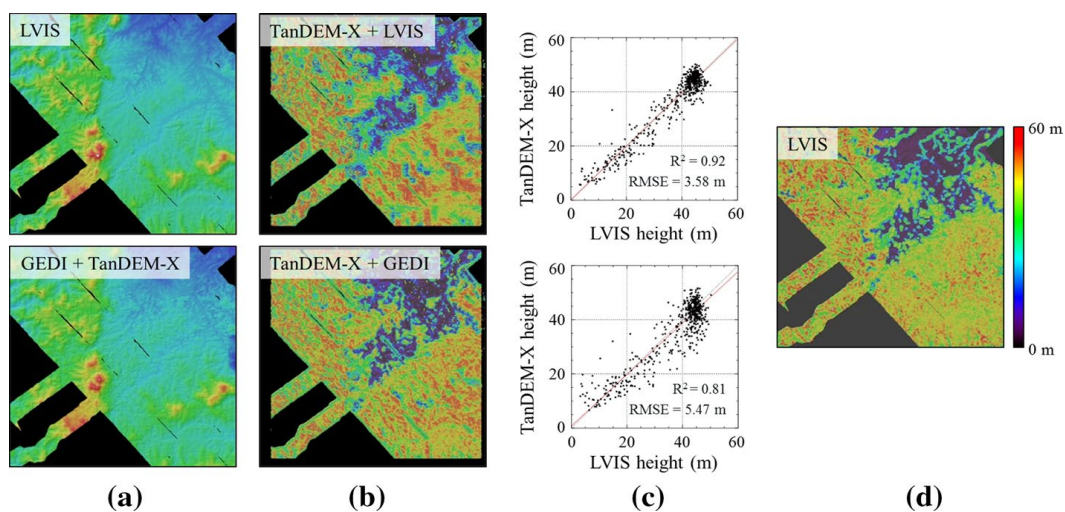 LVIS
TanDEM-X + LVIS
TanDEM-X height (m)
60
40
20
0
R² = 0.92
RMSE = 3.58 m
0 20 40 60
LVIS height (m)
LVIS
60 m
0 m
GEDI + TanDEM-X
TanDEM-X + GEDI
TanDEM-X height (m)
60
40
20
0
R² = 0.81
RMSE = 5.47 m
0 20 40 60
LVIS height (m)
(a) (b) (c) (d)